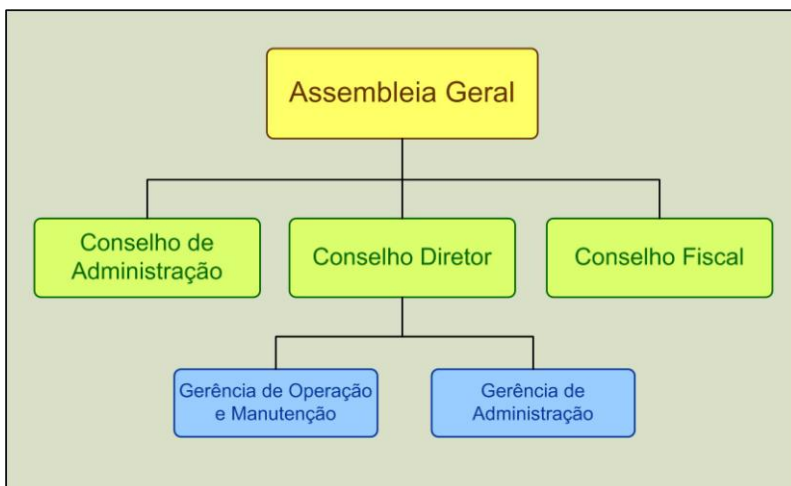 Assembleia Geral
Conselho de
Administração
Conselho Diretor
Conselho Fiscal
Gerência de Operação
e Manutenção
Gerência de
Administração